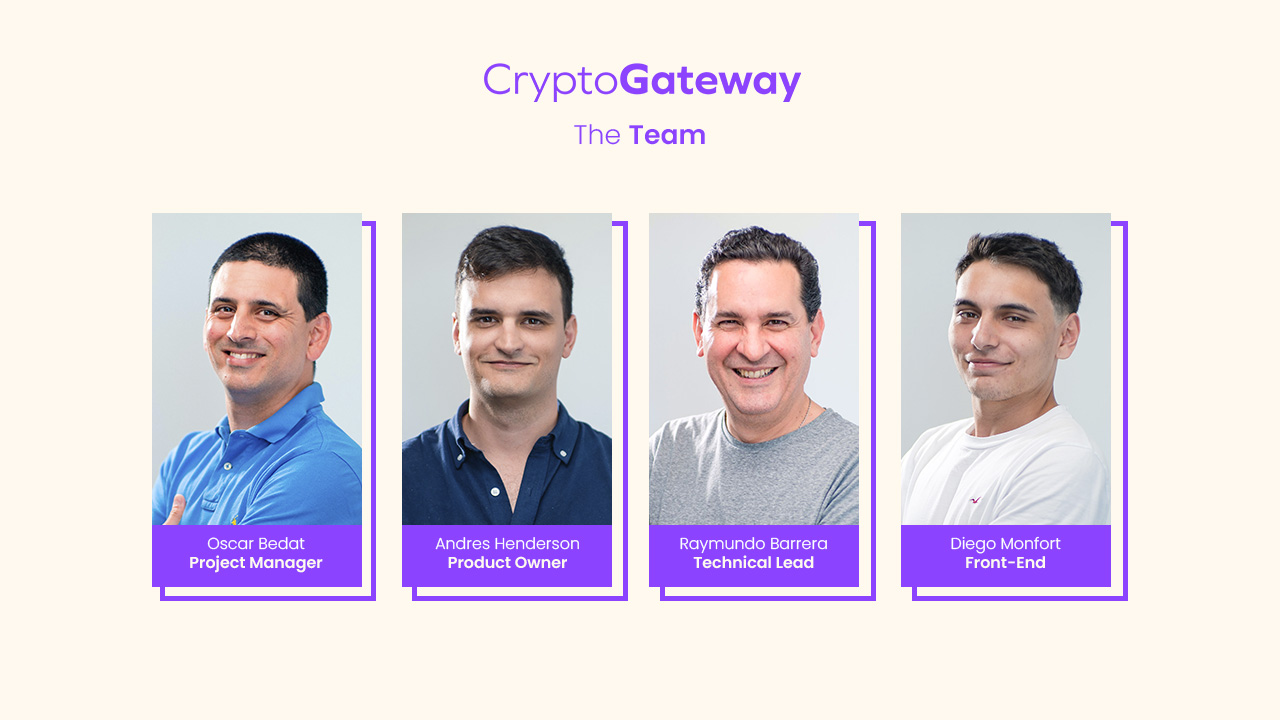 CryptoGateway
The Team
Oscar Bedat
Project Manager
Andres Henderson
Product Owner
Raymundo Barrera
Technical Lead
Diego Monfort
Front-End